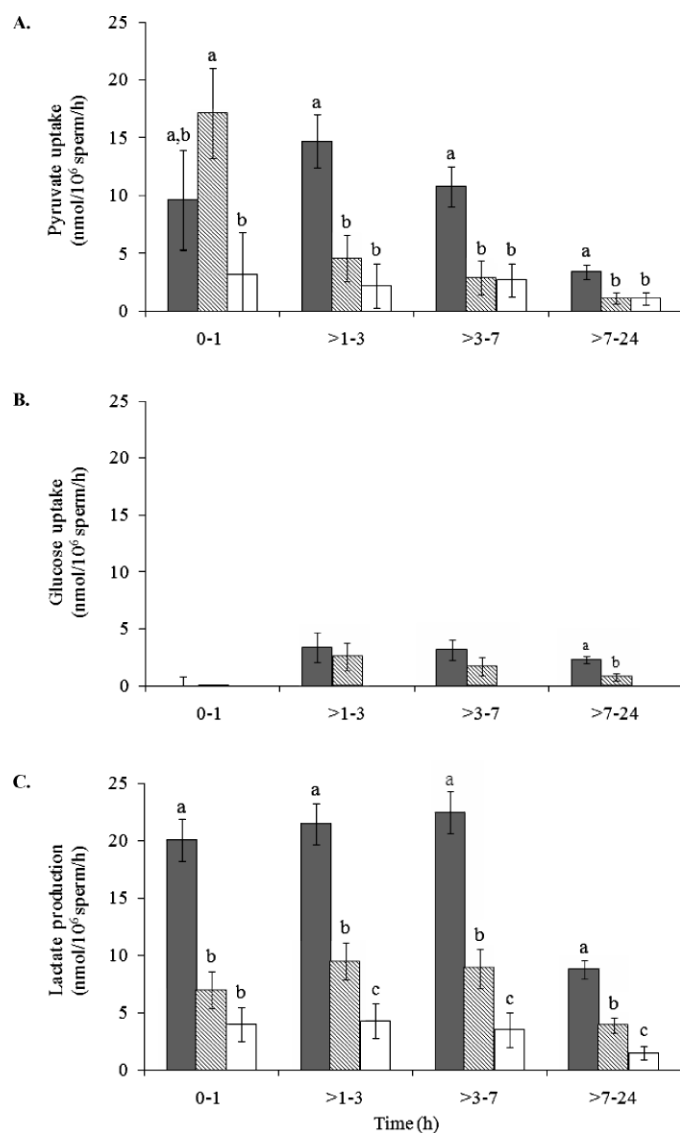 A.
Pyruvate uptake
(nmol/10⁶ sperm/h)
25
20
15
10
5
0
a,b
a
b
a
b
b
a
b
b
a
b
b
0-1
>1-3
>3-7
>7-24
B.
Glucose uptake
(nmol/10⁶ sperm/h)
25
20
15
10
5
0
a
b
0-1
>1-3
>3-7
>7-24
C.
Lactate production
(nmol/10⁶ sperm/h)
25
20
15
10
5
0
a
b
b
a
b
c
a
b
c
a
b
c
0-1
>1-3
>3-7
>7-24
Time (h)